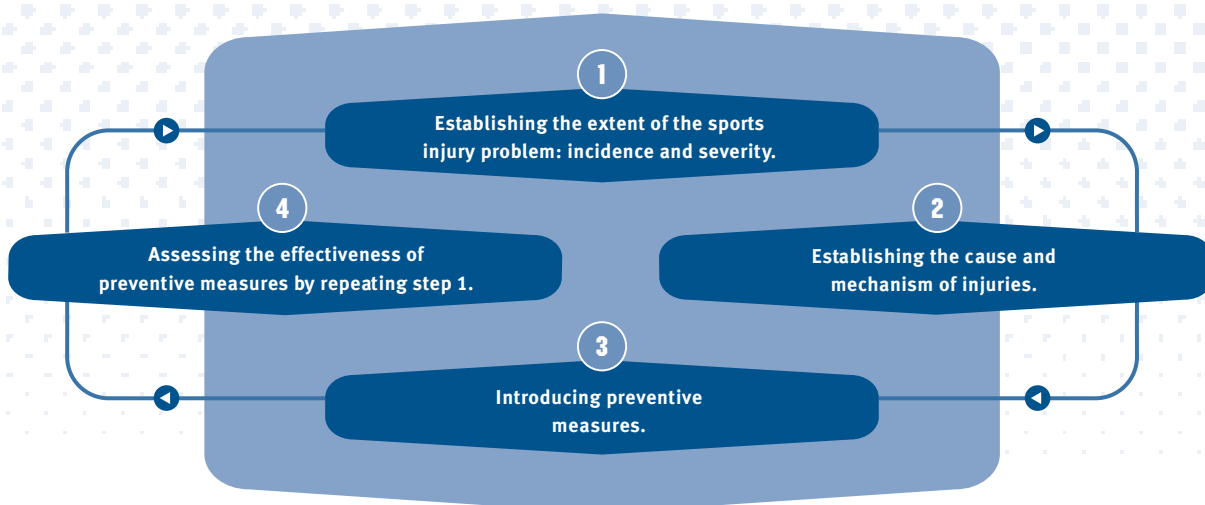 1
Establishing the extent of the sports
injury problem: incidence and severity.
2
Establishing the cause and
mechanism of injuries.
3
Introducing preventive
measures.
4
Assessing the effectiveness of
preventive measures by repeating step 1.